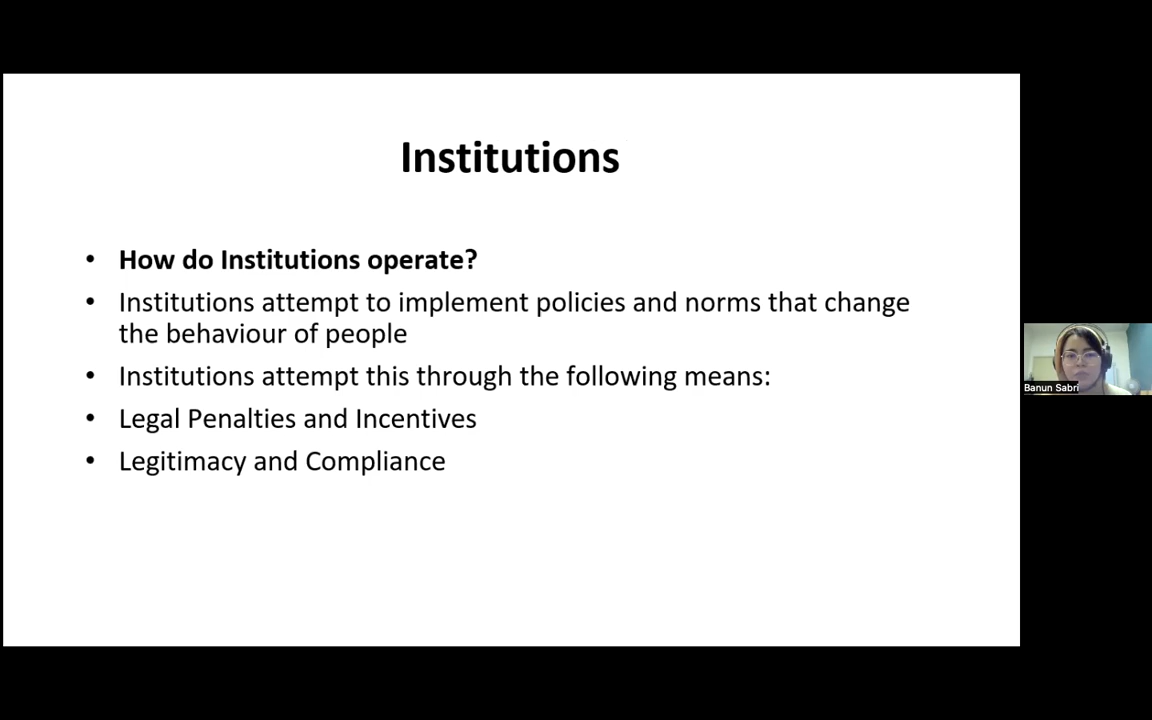 Institutions
• How do Institutions operate?
• Institutions attempt to implement policies and norms that change
the behaviour of people
• Institutions attempt this through the following means:
• Legal Penalties and Incentives
• Legitimacy and Compliance
Banun Sabri